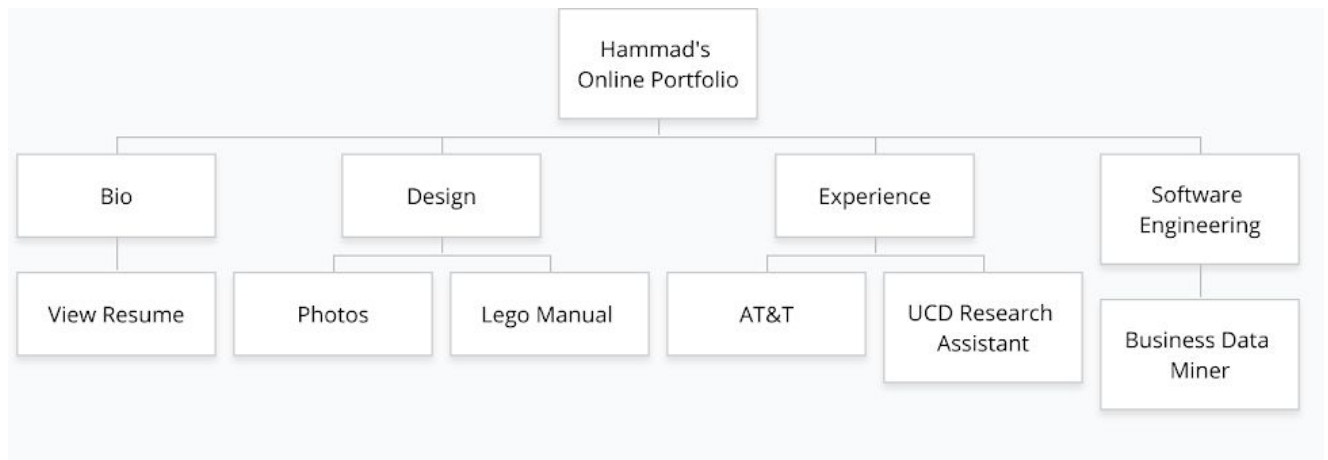 Hammad's
Online Portfolio
Bio
Design
Experience
Software
Engineering
View Resume
Photos
Lego Manual
AT&T
UCD Research
Assistant
Business Data
Miner